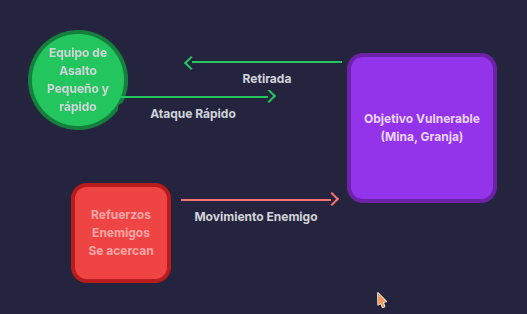 Equipo de
Asalto
Pequeño y
rápido
Retirada
Ataque Rápido
Objetivo Vulnerable
(Mina, Granja)
Refuerzos
Enemigos
Se acercan
Movimiento Enemigo